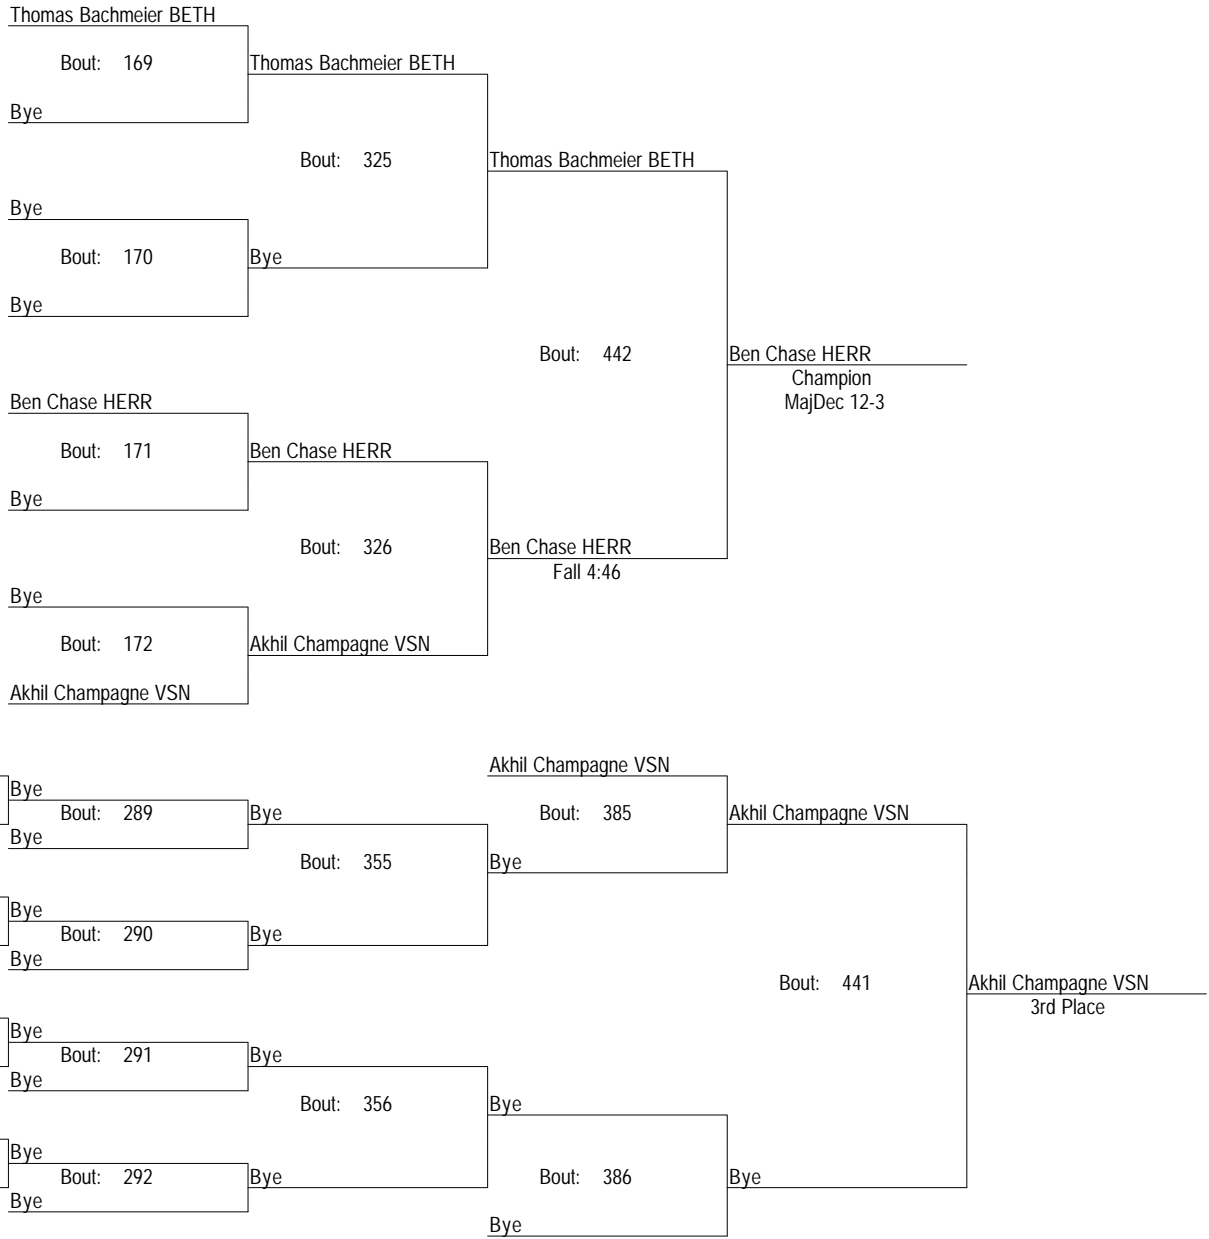 Thomas Bachmeier BETH
Bout: 169
Thomas Bachmeier BETH
Bye
Bout: 325
Thomas Bachmeier BETH
Bye
Bout: 170
Bye
Bye
Bout: 442
Ben Chase HERR
Champion
MajDec 12-3
Ben Chase HERR
Bout: 171
Ben Chase HERR
Bye
Bout: 326
Ben Chase HERR
Fall 4:46
Bye
Bout: 172
Akhil Champagne VSN
Akhil Champagne VSN
Akhil Champagne VSN
Bye
Bout: 289
Bye
Bout: 385
Akhil Champagne VSN
Bye
Bout: 355
Bye
Bye
Bout: 290
Bye
Bye
Bout: 441
Akhil Champagne VSN
3rd Place
Bye
Bout: 291
Bye
Bye
Bout: 356
Bye
Bye
Bout: 292
Bye
Bout: 386
Bye
Bye
Bye